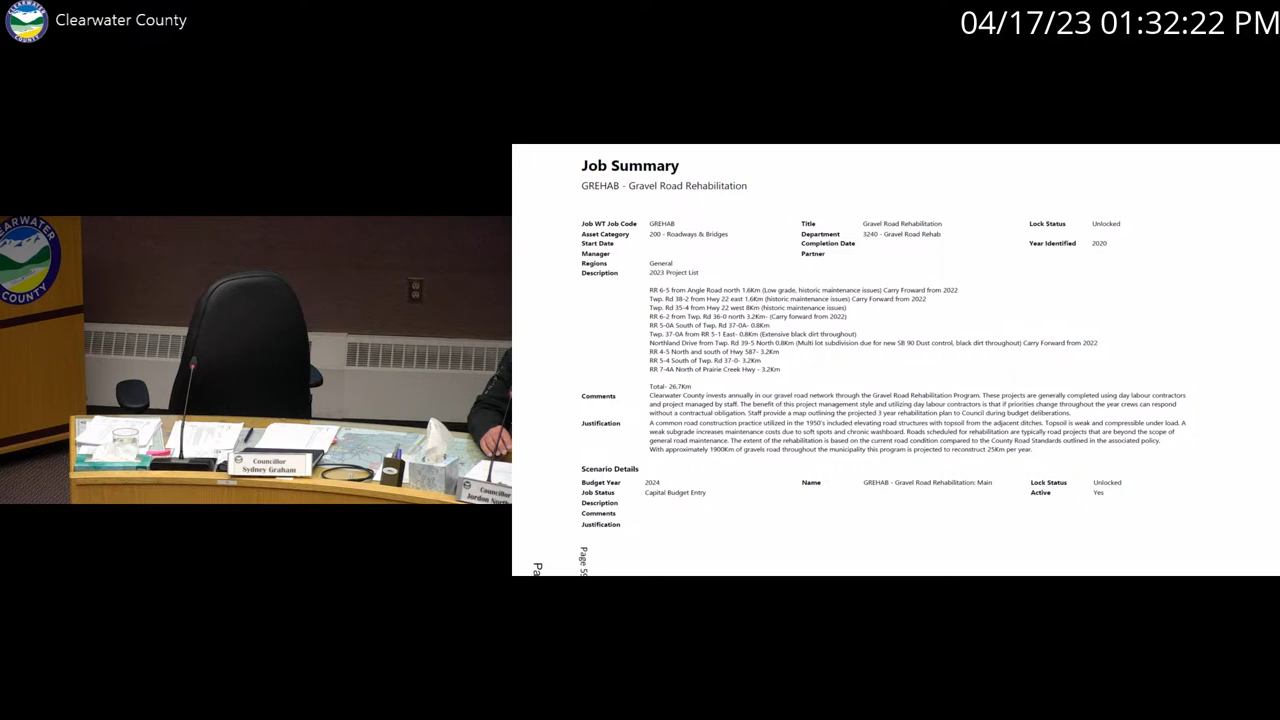 Clearwater County
04/17/23 01:32:22 PM
Job Summary
GREHAB - Gravel Road Rehabilitation
Job WT Job Code GREHAB Title Gravel Road Rehabilitation Lock Status Unlocked
Asset Category 200 - Roadways & Bridges Department 3240 - Gravel Road Rehab
Start Date Completion Date Year Identified 2020
Manager Partner
Regions General
Description 2023 Project List
RR 6-5 from Angle Road north 1.6Km (Low grade, historic maintenance issues) Carry Froward from 2022
Twp. Rd 38-2 from Hwy 22 east 1.6Km (historic maintenance issues) Carry Forward from 2022
Twp. Rd 35-4 from Hwy 22 west 8Km (historic maintenance issues)
RR 6-2 from Twp. Rd 36-0 north 3.2Km- (Carry forward from 2022)
RR 5-0A South of Twp. Rd 37-0A- 0.8Km
Twp. 37-0A from RR 5-1 East- 0.8Km (Extensive black dirt throughout)
Northland Drive from Twp. Rd 39-5 North 0.8Km (Multi lot subdivision due for new SB 90 Dust control, black dirt throughout) Carry Forward from 2022
RR 4-5 North and south of Hwy 587- 3.2Km
RR 5-4 South of Twp. Rd 37-0- 3.2Km
RR 7-4A North of Prairie Creek Hwy - 3.2Km
Total- 26.7Km
Comments Clearwater County invests annually in our gravel road network through the Gravel Road Rehabilitation Program. These projects are generally completed using day labour contractors
and project managed by staff. The benefit of this project management style and utilizing day labour contractors is that if priorities change throughout the year crews can respond
without a contractual obligation. Staff provide a map outlining the projected 3 year rehabilitation plan to Council during budget deliberations.
Justification A common road construction practice utilized in the 1950's included elevating road structures with topsoil from the adjacent ditches. Topsoil is weak and compressible under load. A
weak subgrade increases maintenance costs due to soft spots and chronic washboard. Roads scheduled for rehabilitation are typically road projects that are beyond the scope of
general road maintenance. The extent of the rehabilitation is based on the current road condition compared to the County Road Standards outlined in the associated policy.
With approximately 1900Km of gravels road throughout the municipality this program is projected to reconstruct 25Km per year.
Scenario Details
Budget Year 2024 Name GREHAB - Gravel Road Rehabilitation: Main Lock Status Unlocked
Job Status Capital Budget Entry Active Yes
Description
Comments
Justification
Page 59
Pa
CLEARWATER
COUNTY
Councillor
Sydney Graham
Councillor
Jordon